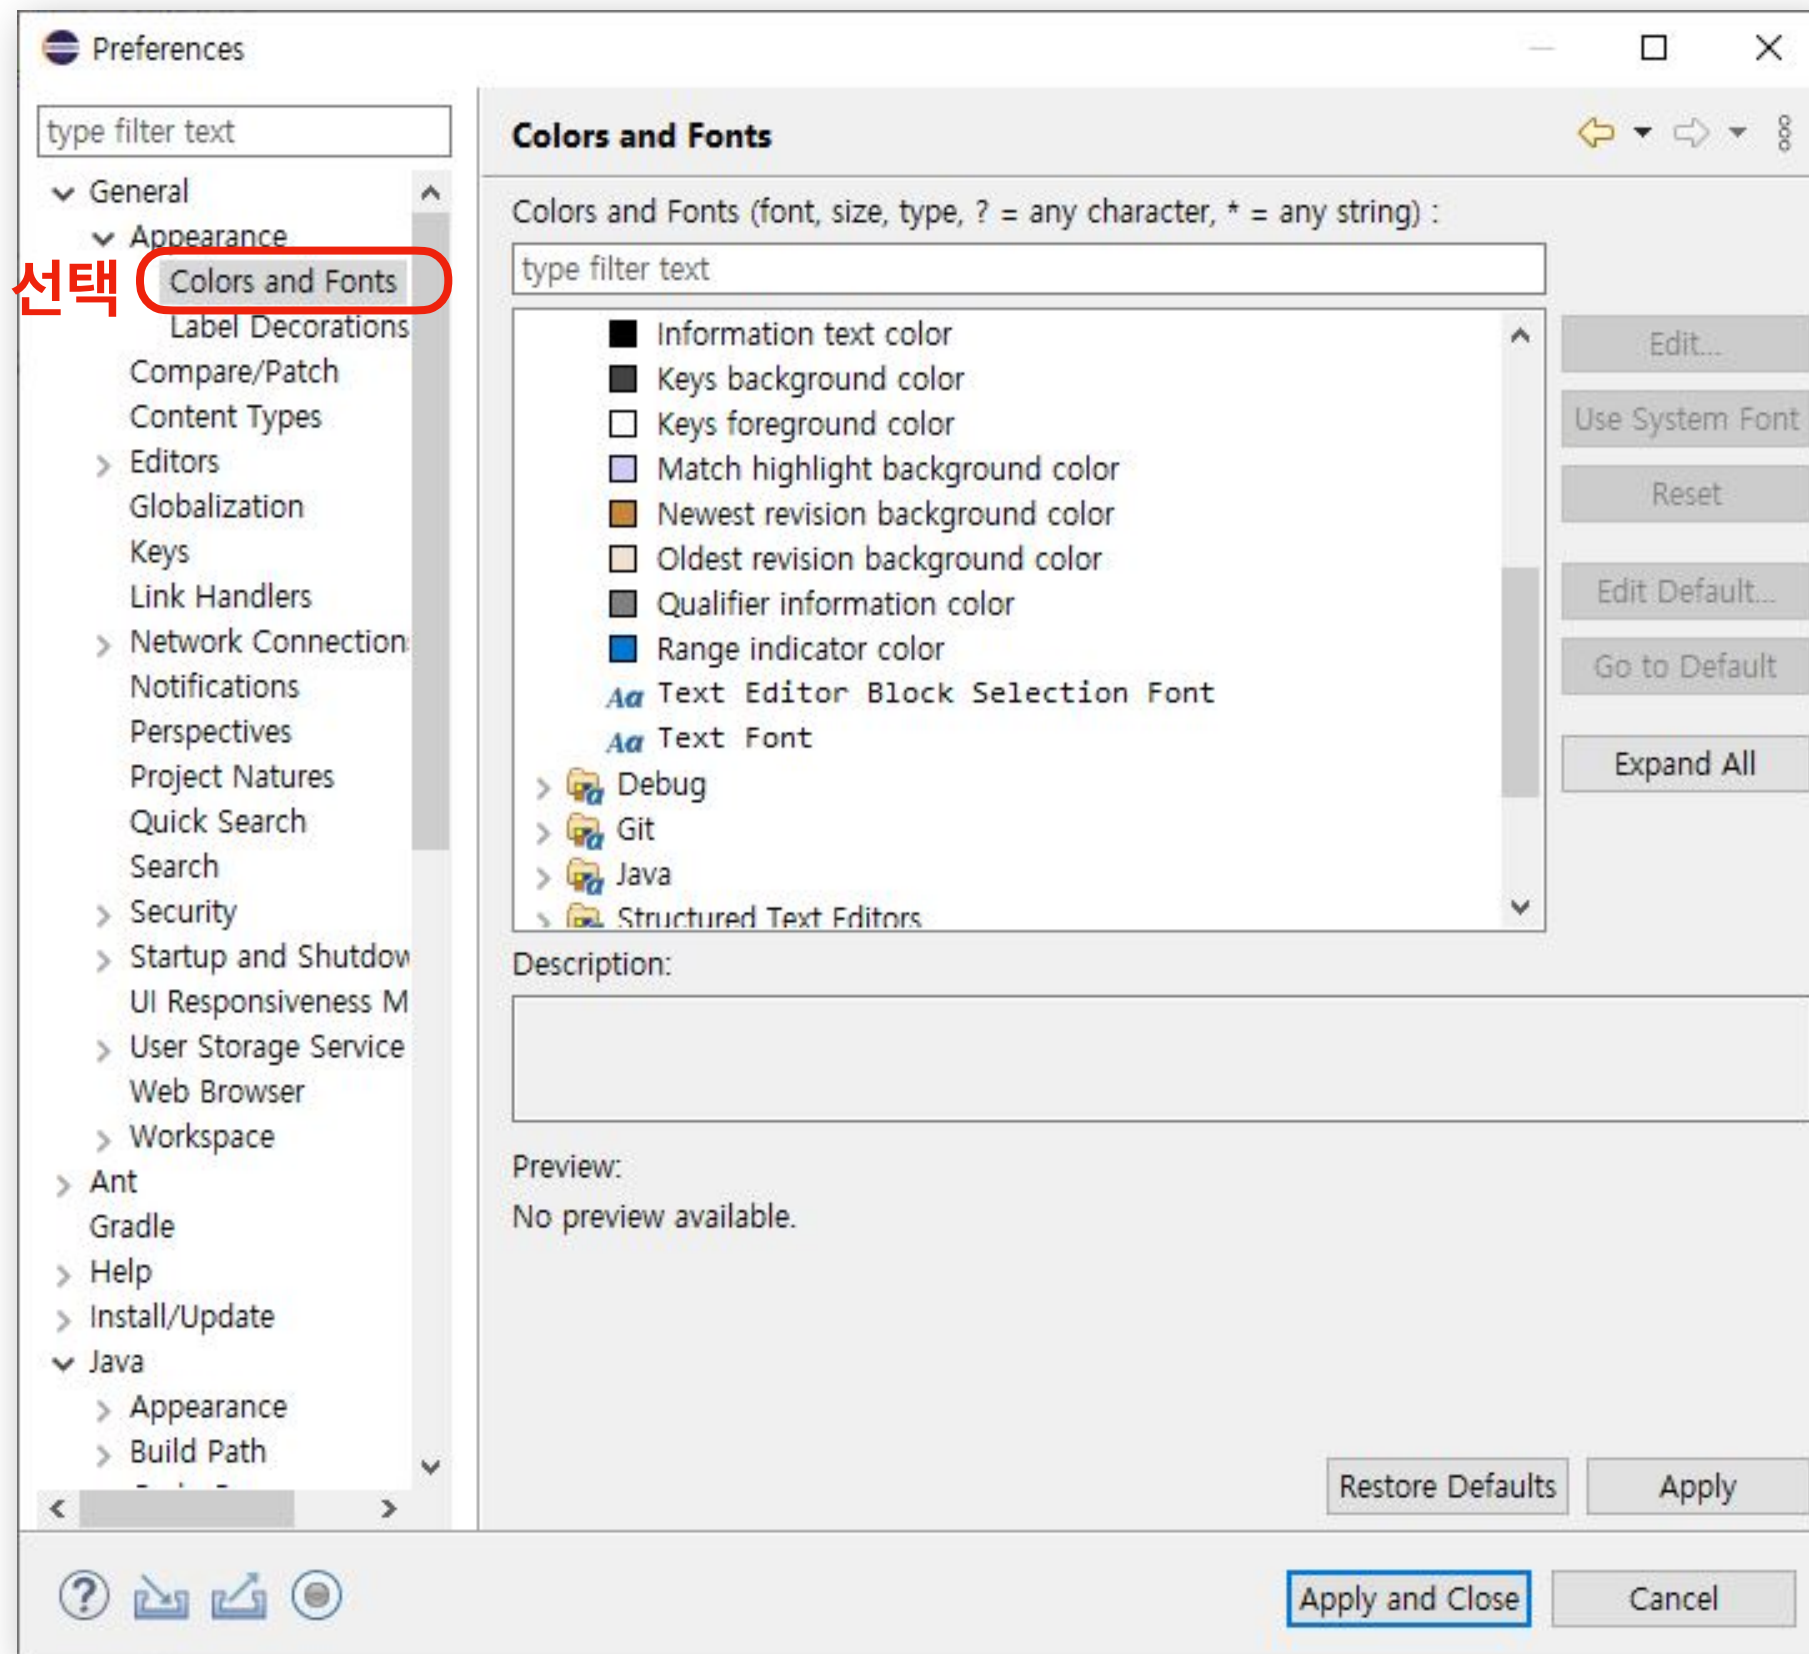 Preferences
type filter text
General
Appearance
선택
Colors and Fonts
Label Decorations
Compare/Patch
Content Types
Editors
Globalization
Keys
Link Handlers
Network Connection
Notifications
Perspectives
Project Natures
Quick Search
Search
Security
Startup and Shutdow
UI Responsiveness M
User Storage Service
Web Browser
Workspace
Ant
Gradle
Help
Install/Update
Java
Appearance
Build Path
Colors and Fonts
Colors and Fonts (font, size, type, ? = any character, * = any string) :
type filter text
Information text color
Keys background color
Keys foreground color
Match highlight background color
Newest revision background color
Oldest revision background color
Qualifier information color
Range indicator color
Aa Text Editor Block Selection Font
Aa Text Font
Debug
Git
Java
Structured Text Editors
Edit...
Use System Font
Reset
Edit Default...
Go to Default
Expand All
Description:
Preview:
No preview available.
Restore Defaults
Apply
Apply and Close
Cancel